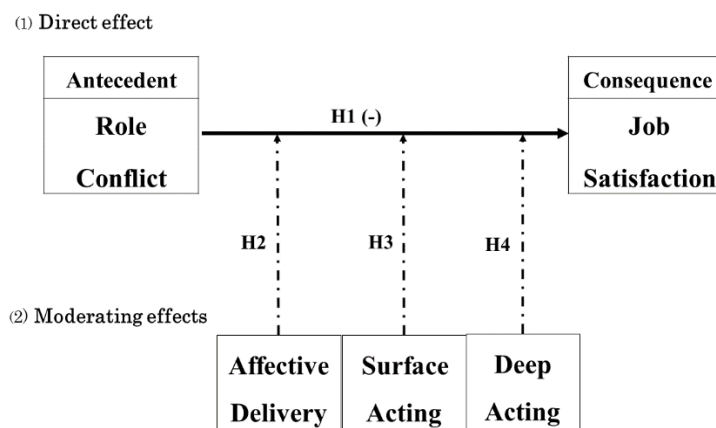 (1) Direct effect
Antecedent
Role
Conflict
H1 (-)
Consequence
Job
Satisfaction
H2
H3
H4
(2) Moderating effects
Affective
Delivery
Surface
Acting
Deep
Acting